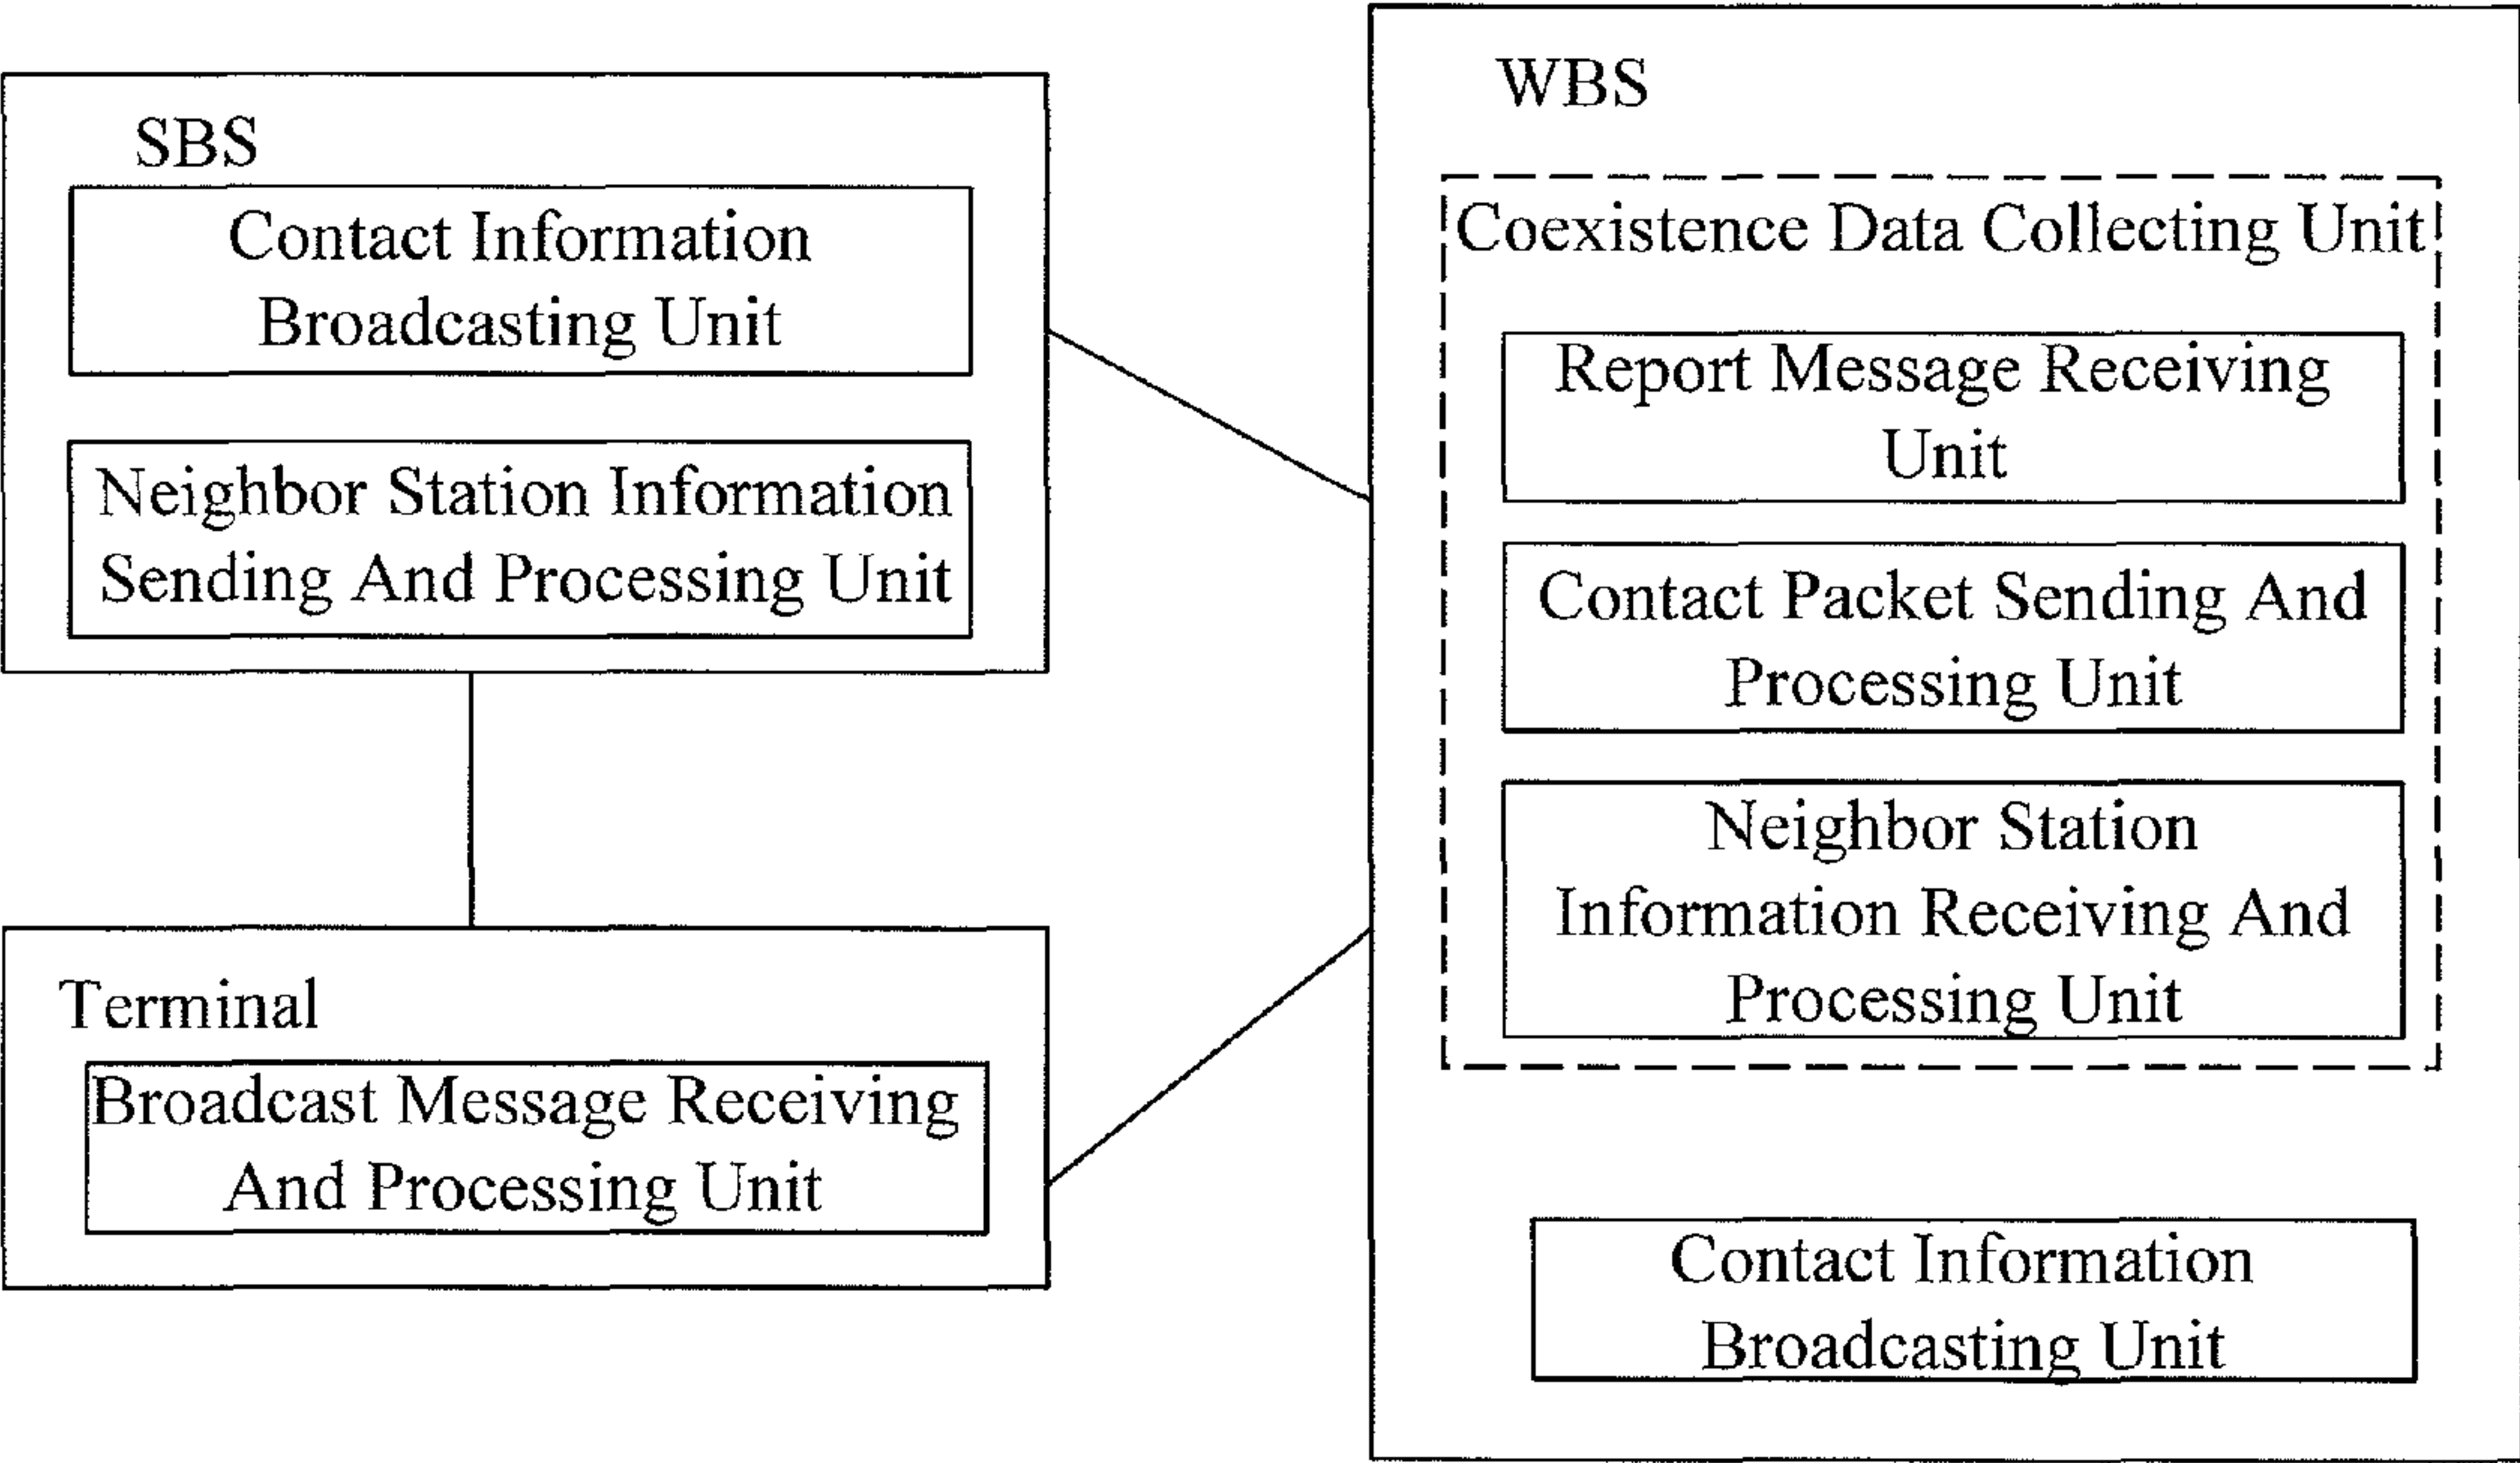 SBS
Contact Information
Broadcasting Unit
Neighbor Station Information
Sending And Processing Unit
Terminal
Broadcast Message Receiving
And Processing Unit
WBS
Coexistence Data Collecting Unit
Report Message Receiving
Unit
Contact Packet Sending And
Processing Unit
Neighbor Station
Information Receiving And
Processing Unit
Contact Information
Broadcasting Unit